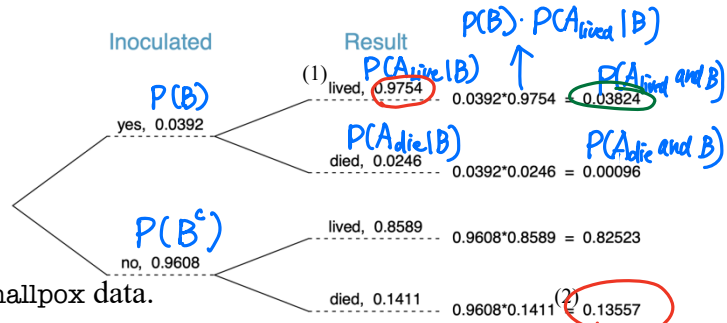 P(B)·P(A_lived|B)
Inoculated Result
(1) P(A_live|B)
P(B) lived, 0.9754 0.0392*0.9754 = 0.03824 P(A_lived and B)
yes, 0.0392
P(A_die|B) P(A_die and B)
died, 0.0246 0.0392*0.0246 = 0.00096
P(Bᶜ) lived, 0.8589 0.9608*0.8589 = 0.82523
no, 0.9608
allpox data.
(2)
died, 0.1411 0.9608*0.1411 = 0.13557